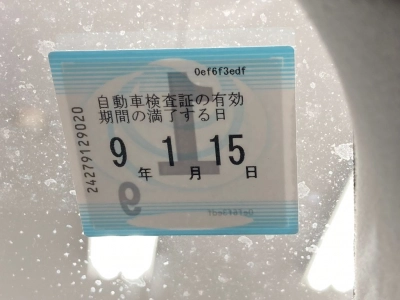 0ef6f3edf
自動車検査証の有効
期間の満了する日
9年1月15日
24279129020